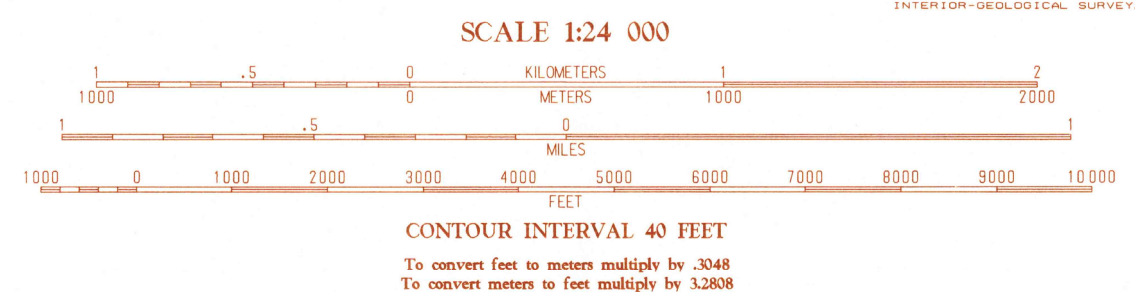 INTERIOR-GEOLOGICAL SURVEY,
SCALE 1:24 000
1 .5 0 KILOMETERS 1 2
1000 0 METERS 1000 2000
1 .5 0 1
MILES
1000 0 1000 2000 3000 4000 5000 6000 7000 8000 9000 10 000
FEET
CONTOUR INTERVAL 40 FEET
To convert feet to meters multiply by .3048
To convert meters to feet multiply by 3.2808